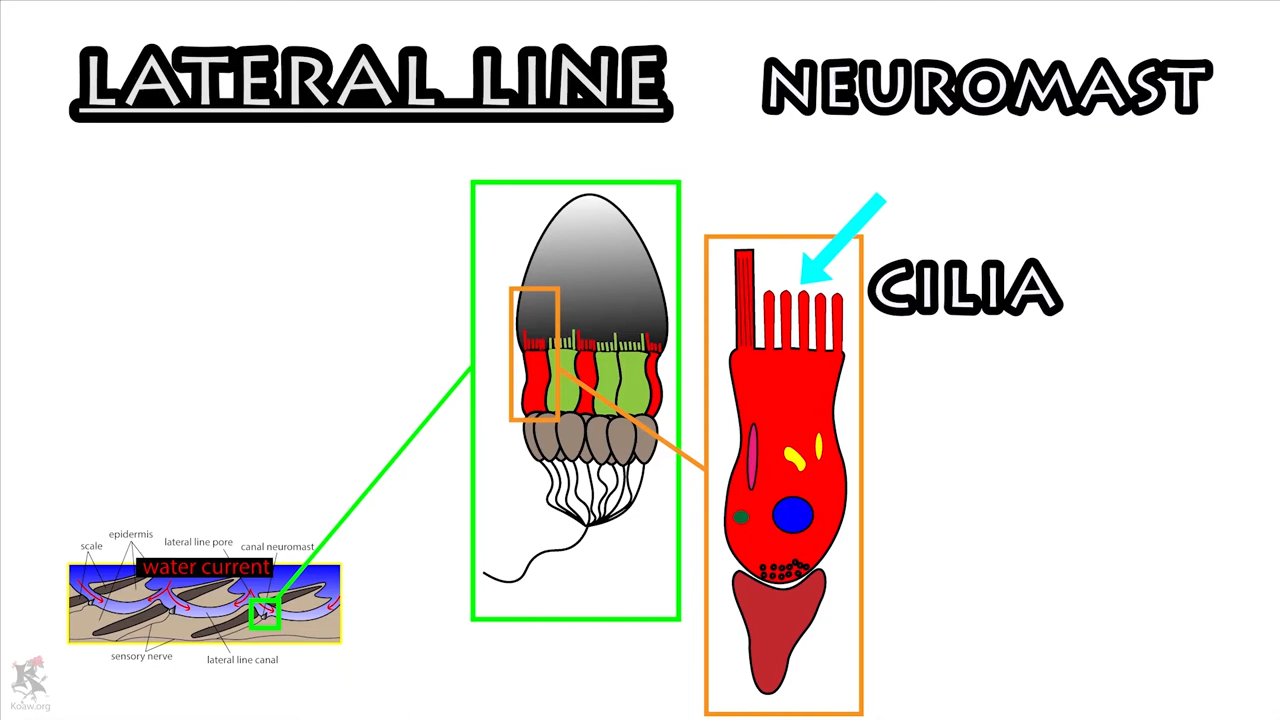 LATERAL LINE
NEUROMAST
CILIA
epidermis
scale
lateral line pore
canal neuromast
water current
sensory nerve
lateral line canal
Koaw.org